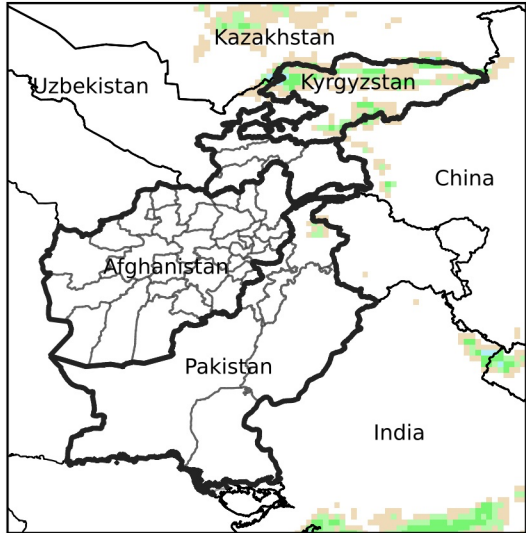 Kazakhstan
Uzbekistan
Kyrgyzstan
China
Afghanistan
Pakistan
India